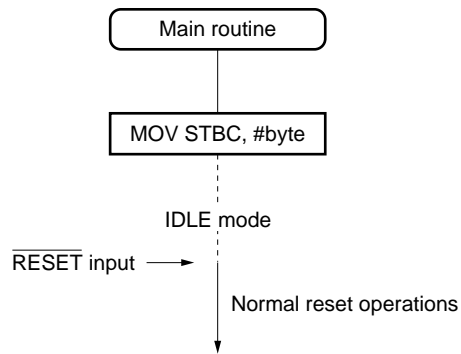 Main routine
MOV STBC, #byte
IDLE mode
RESET input
Normal reset operations